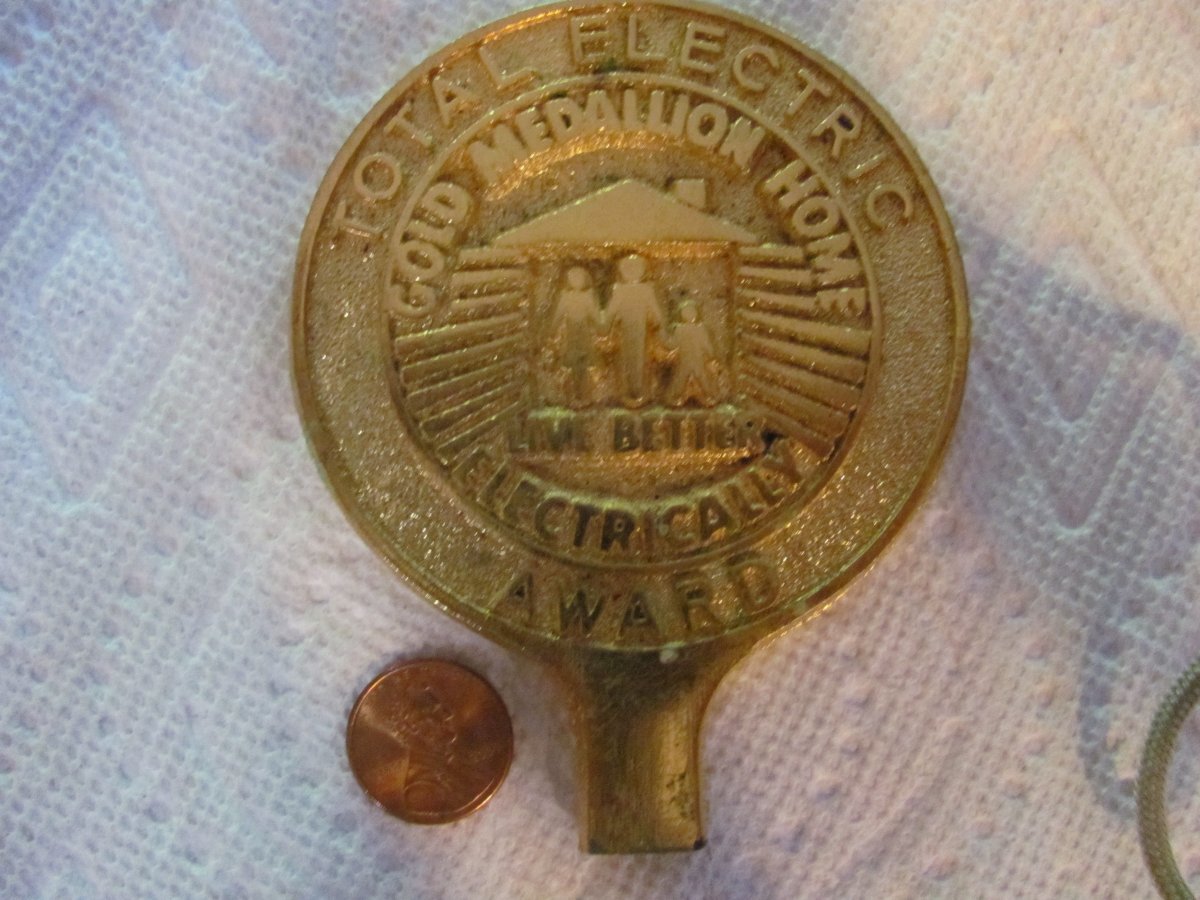 TOTAL ELECTRIC
GOLD MEDALLION HOME
LIVE BETTER
ELECTRICALLY
AWARD